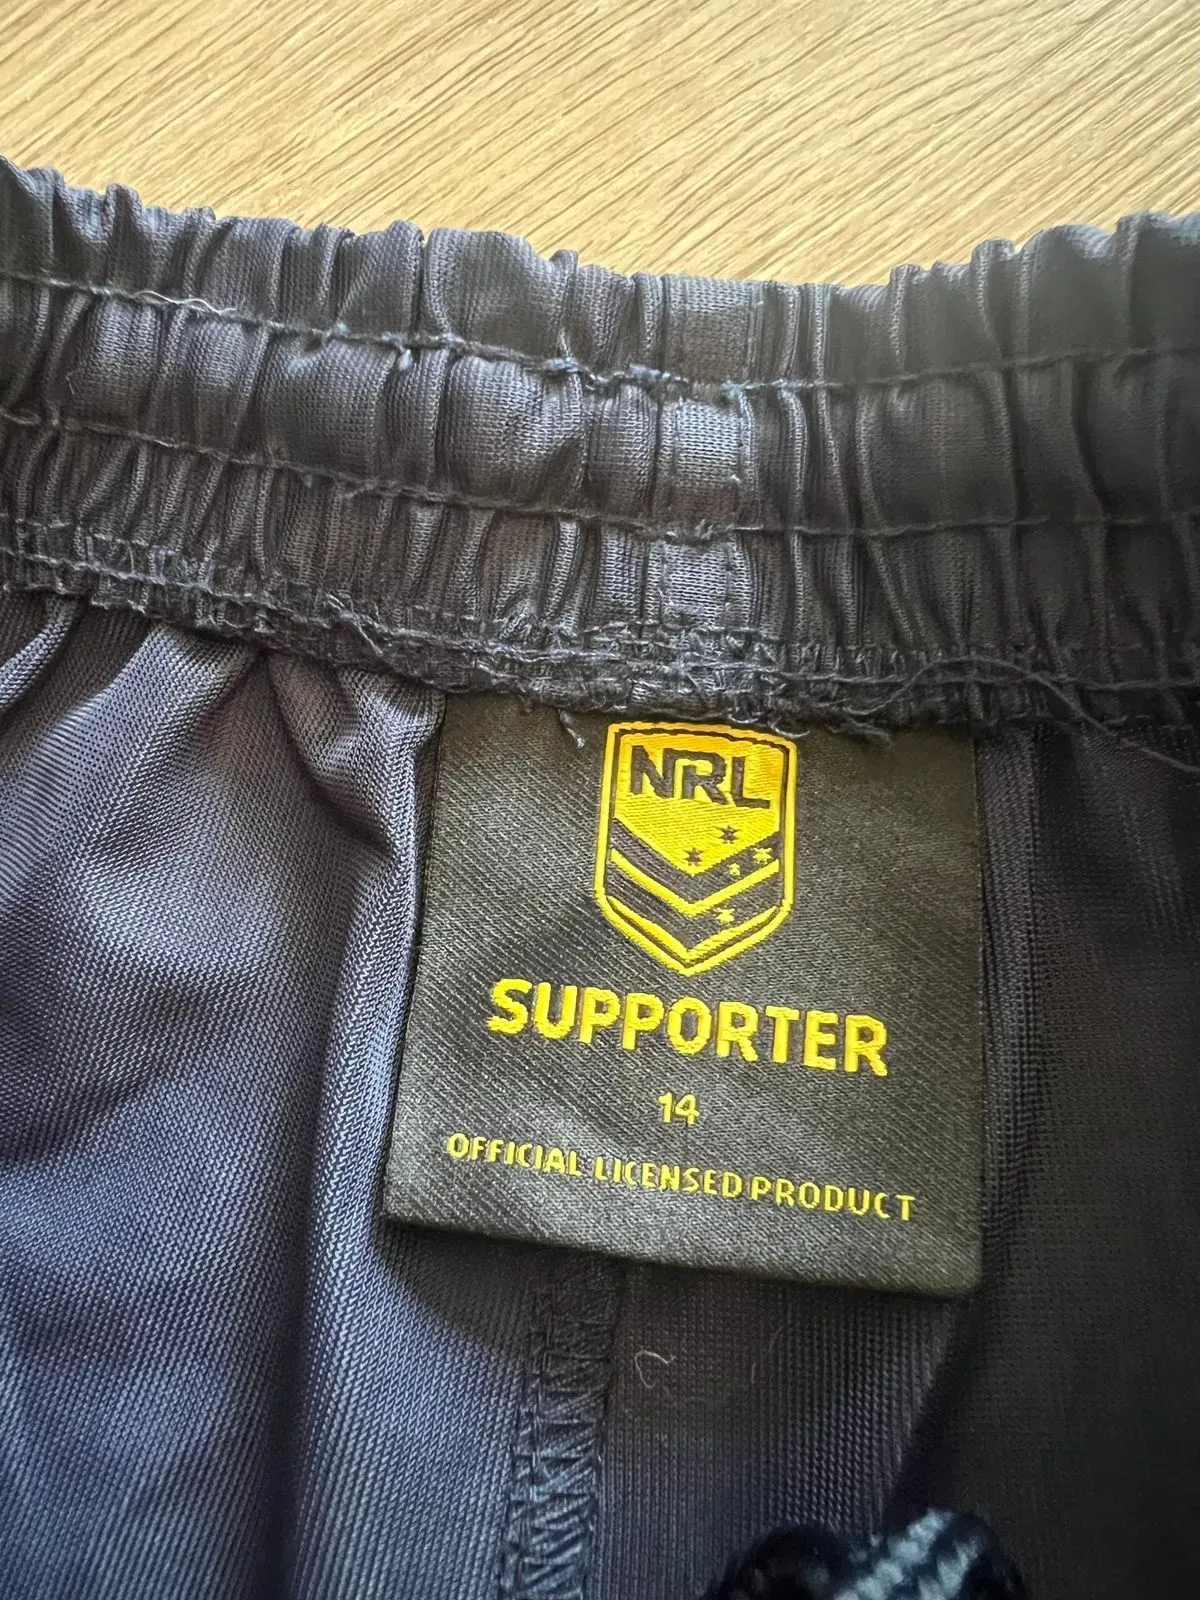 NRL
SUPPORTER
14
OFFICIAL LICENSED PRODUCT